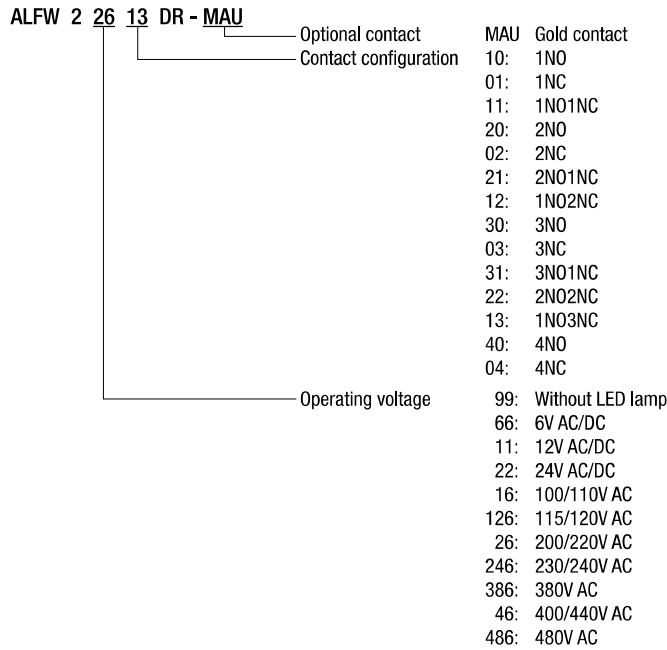 ALFW 2 26 13 DR - MAU
Optional contact MAU Gold contact
Contact configuration 10: 1NO
01: 1NC
11: 1NO1NC
20: 2NO
02: 2NC
21: 2NO1NC
12: 1NO2NC
30: 3NO
03: 3NC
31: 3NO1NC
22: 2NO2NC
13: 1NO3NC
40: 4NO
04: 4NC
Operating voltage 99: Without LED lamp
66: 6V AC/DC
11: 12V AC/DC
22: 24V AC/DC
16: 100/110V AC
126: 115/120V AC
26: 200/220V AC
246: 230/240V AC
386: 380V AC
46: 400/440V AC
486: 480V AC